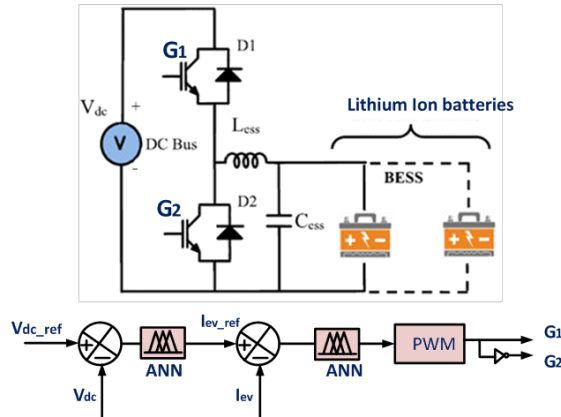 G1
D1
Vdc
+
V
DC Bus
-
Less
Lithium Ion batteries
BESS
G2
D2
Cess
Vdc_ref
+
−
ANN
Iev_ref
+
−
ANN
PWM
G1
G2
Vdc
Iev